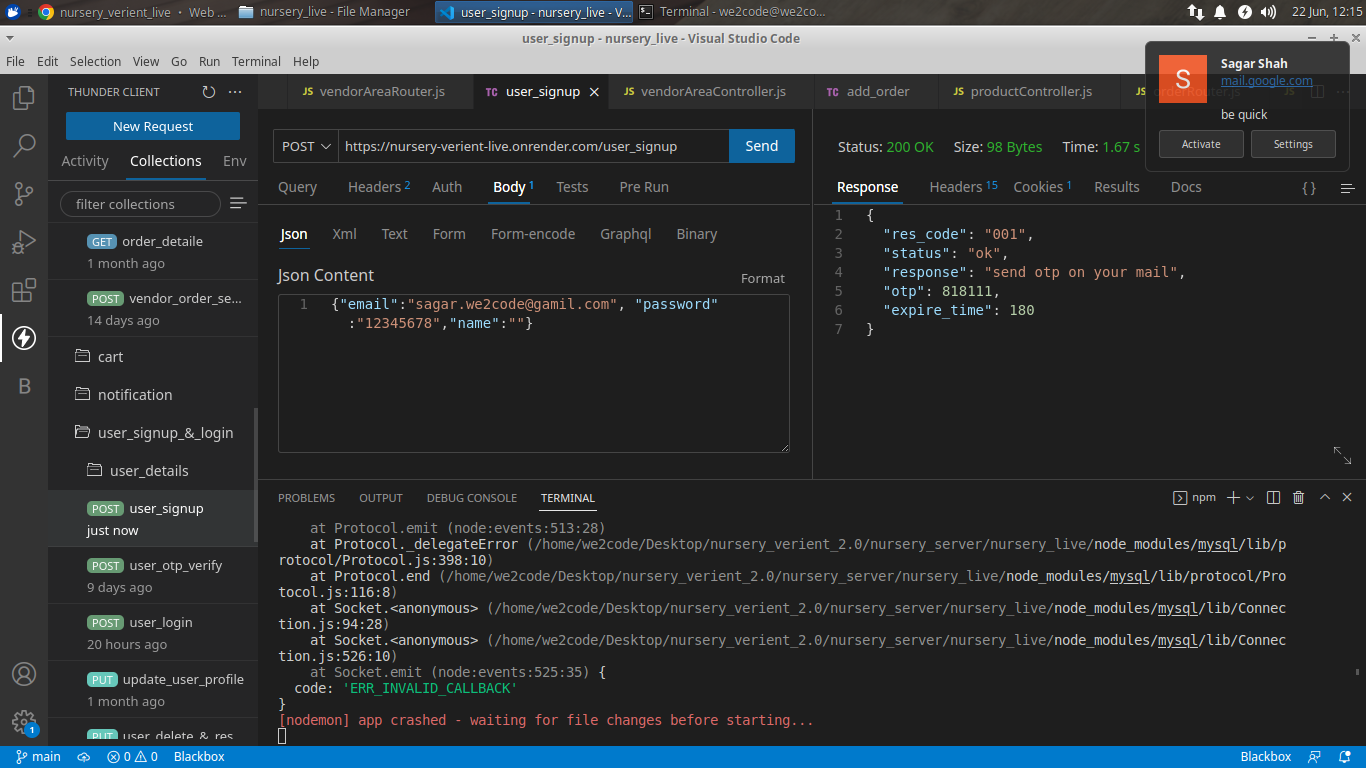 nursery_verient_live • Web ...
nursery_live - File Manager
user_signup - nursery_live - V...
Terminal - we2code@we2co...
22 Jun, 12:15
user_signup - nursery_live - Visual Studio Code
File Edit Selection View Go Run Terminal Help
Sagar Shah
mail.google.com
be quick
Activate Settings
THUNDER CLIENT
New Request
Activity Collections Env
filter collections
GET order_detaile
1 month ago
POST vendor_order_se...
14 days ago
cart
notification
user_signup_&_login
user_details
POST user_signup
just now
POST user_otp_verify
9 days ago
POST user_login
20 hours ago
PUT update_user_profile
1 month ago
PUT user_delete_&_res...
JS vendorAreaRouter.js
TC user_signup
JS vendorAreaController.js
TC add_order
JS productController.js
JS orderRouter.js
JS
POST https://nursery-verient-live.onrender.com/user_signup Send
Query Headers 2 Auth Body 1 Tests Pre Run
Json Xml Text Form Form-encode Graphql Binary
Json Content
Format
1 {"email":"sagar.we2code@gamil.com", "password"
:"12345678","name":""}
Status: 200 OK Size: 98 Bytes Time: 1.67 s
Response Headers 15 Cookies 1 Results Docs {}
1 {
2 "res_code": "001",
3 "status": "ok",
4 "response": "send otp on your mail",
5 "otp": 818111,
6 "expire_time": 180
7 }
PROBLEMS OUTPUT DEBUG CONSOLE TERMINAL
npm
at Protocol.emit (node:events:513:28)
at Protocol._delegateError (/home/we2code/Desktop/nursery_verient_2.0/nursery_server/nursery_live/node_modules/mysql/lib/p
rotocol/Protocol.js:398:10)
at Protocol.end (/home/we2code/Desktop/nursery_verient_2.0/nursery_server/nursery_live/node_modules/mysql/lib/protocol/Pro
tocol.js:116:8)
at Socket.<anonymous> (/home/we2code/Desktop/nursery_verient_2.0/nursery_server/nursery_live/node_modules/mysql/lib/Connec
tion.js:94:28)
at Socket.<anonymous> (/home/we2code/Desktop/nursery_verient_2.0/nursery_server/nursery_live/node_modules/mysql/lib/Connec
tion.js:526:10)
at Socket.emit (node:events:525:35) {
code: 'ERR_INVALID_CALLBACK'
}
[nodemon] app crashed - waiting for file changes before starting...
main 0 0 Blackbox
Blackbox
S
B
1